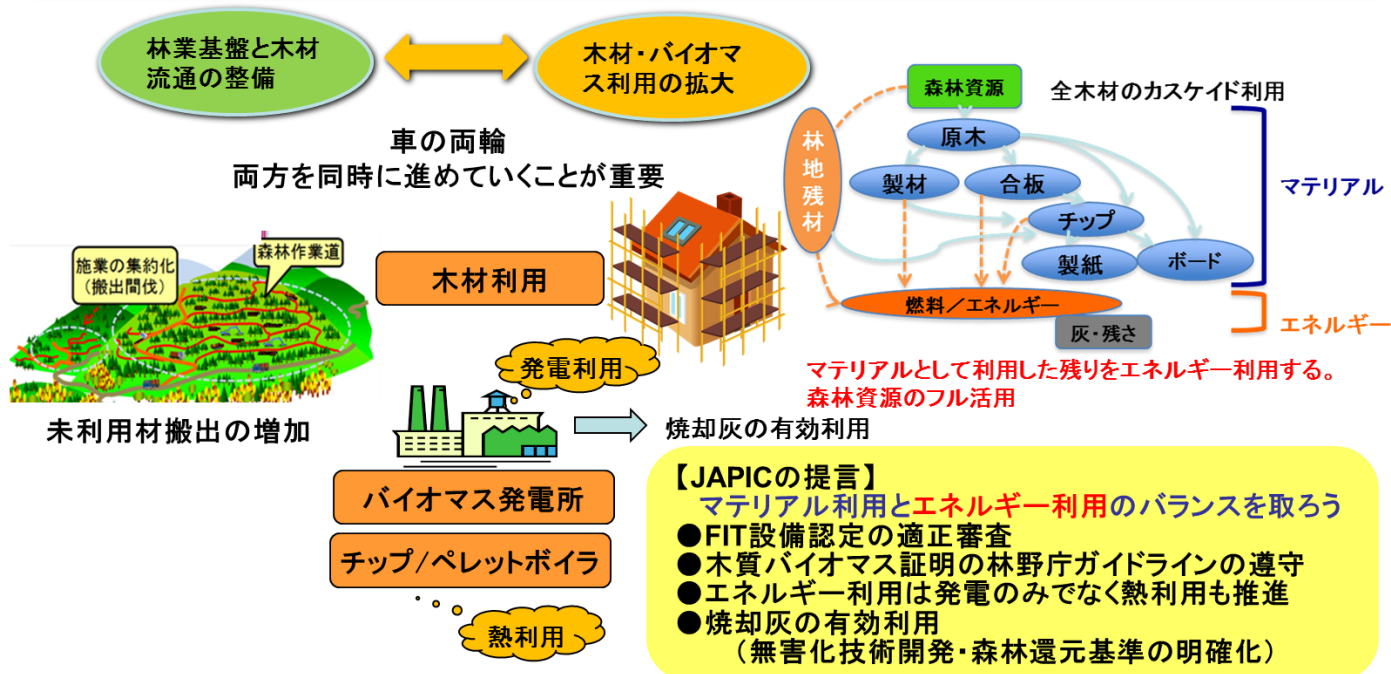 林業基盤と木材
流通の整備
木材・バイオマ
ス利用の拡大
車の両輪
両方を同時に進めていくことが重要
全木材のカスケイド利用
森林資源
林地残材
原木
製材
合板
チップ
製紙
ボード
燃料／エネルギー
灰・残さ
マテリアル
エネルギー
マテリアルとして利用した残りをエネルギー利用する。
森林資源のフル活用
施業の集約化
(搬出間伐)
森林作業道
未利用材搬出の増加
木材利用
発電利用
焼却灰の有効利用
バイオマス発電所
チップ/ペレットボイラ
熱利用
【JAPICの提言】
マテリアル利用とエネルギー利用のバランスを取ろう
●FIT設備認定の適正審査
●木質バイオマス証明の林野庁ガイドラインの遵守
●エネルギー利用は発電のみでなく熱利用も推進
●焼却灰の有効利用
（無害化技術開発・森林還元基準の明確化）